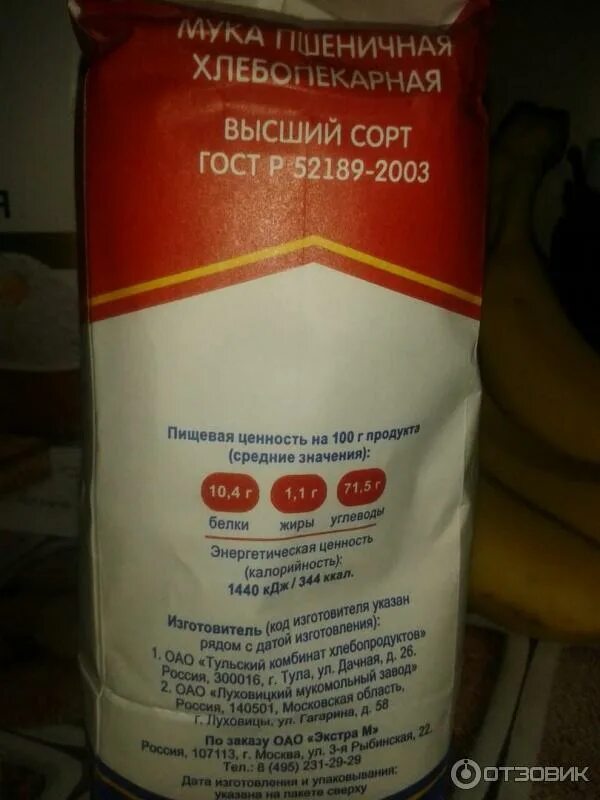 МУКА ПШЕНИЧНАЯ
ХЛЕБОПЕКАРНАЯ
ВЫСШИЙ СОРТ
ГОСТ Р 52189-2003
Пищевая ценность на 100 г продукта
(средние значения):
10,4 г 1,1 г 71,5 г
белки жиры углеводы
Энергетическая ценность
(калорийность):
1440 кДж / 344 ккал.
Изготовитель (код изготовителя указан
рядом с датой изготовления):
1. ОАО «Тульский комбинат хлебопродуктов»
Россия, 300016, г. Тула, ул. Дачная, д. 26.
2. ОАО «Луховицкий мукомольный завод»
Россия, 140501, Московская область,
г. Луховицы, ул. Гагарина, д. 58
По заказу ОАО «Экстра М»
Россия, 107113, г. Москва, ул. 3-я Рыбинская, 22.
Тел.: 8 (495) 231-29-29
Дата изготовления и упаковывания:
указана на пакете сверху
ОТЗОВИК